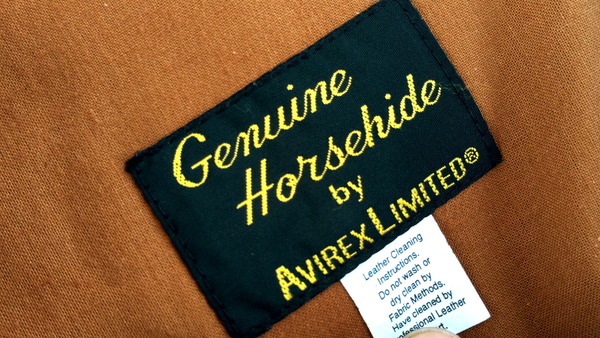 Genuine
Horsehide
by
AVIREX LIMITED®
Leather Cleaning
Instructions.
Do not wash or
dry clean by
Fabric Methods.
Have cleaned by
Leather